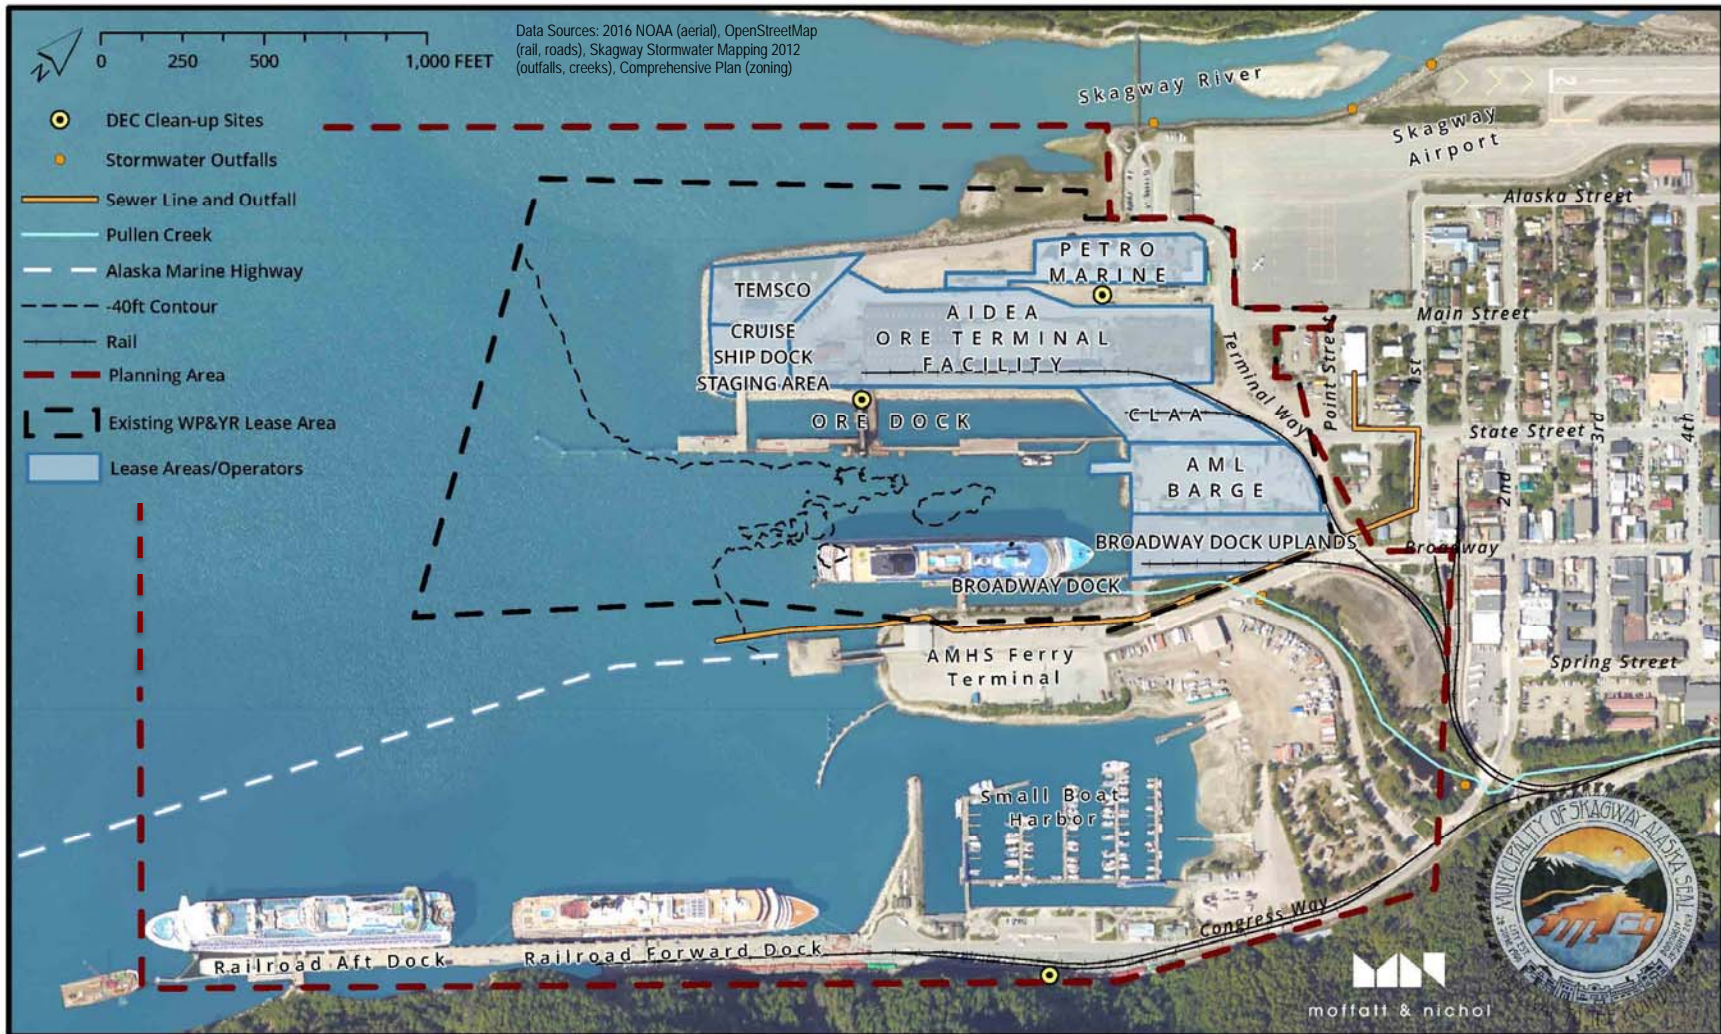 Data Sources: 2016 NOAA (aerial), OpenStreetMap
(rail, roads), Skagway Stormwater Mapping 2012
(outfalls, creeks), Comprehensive Plan (zoning)
N
0 250 500 1,000 FEET
DEC Clean-up Sites
Stormwater Outfalls
Sewer Line and Outfall
Pullen Creek
Alaska Marine Highway
-40ft Contour
Rail
Planning Area
Existing WP&YR Lease Area
Lease Areas/Operators
Skagway River
Skagway
Airport
2
Alaska Street
PETRO
MARINE
TEMSCO
AIDEA
ORE TERMINAL
FACILITY
CRUISE
SHIP DOCK
STAGING AREA
Main Street
Terminal Way
Point Street
1st
ORE DOCK
CLAA
State Street
3rd
4th
2nd
AML
BARGE
BROADWAY DOCK UPLANDS
Broadway
BROADWAY DOCK
AMHS Ferry
Terminal
Spring Street
Small Boat
Harbor
Congress Way
Railroad Aft Dock
Railroad Forward Dock
MUNICIPALITY OF SKAGWAY ALASKA SEAL
moffatt & nichol